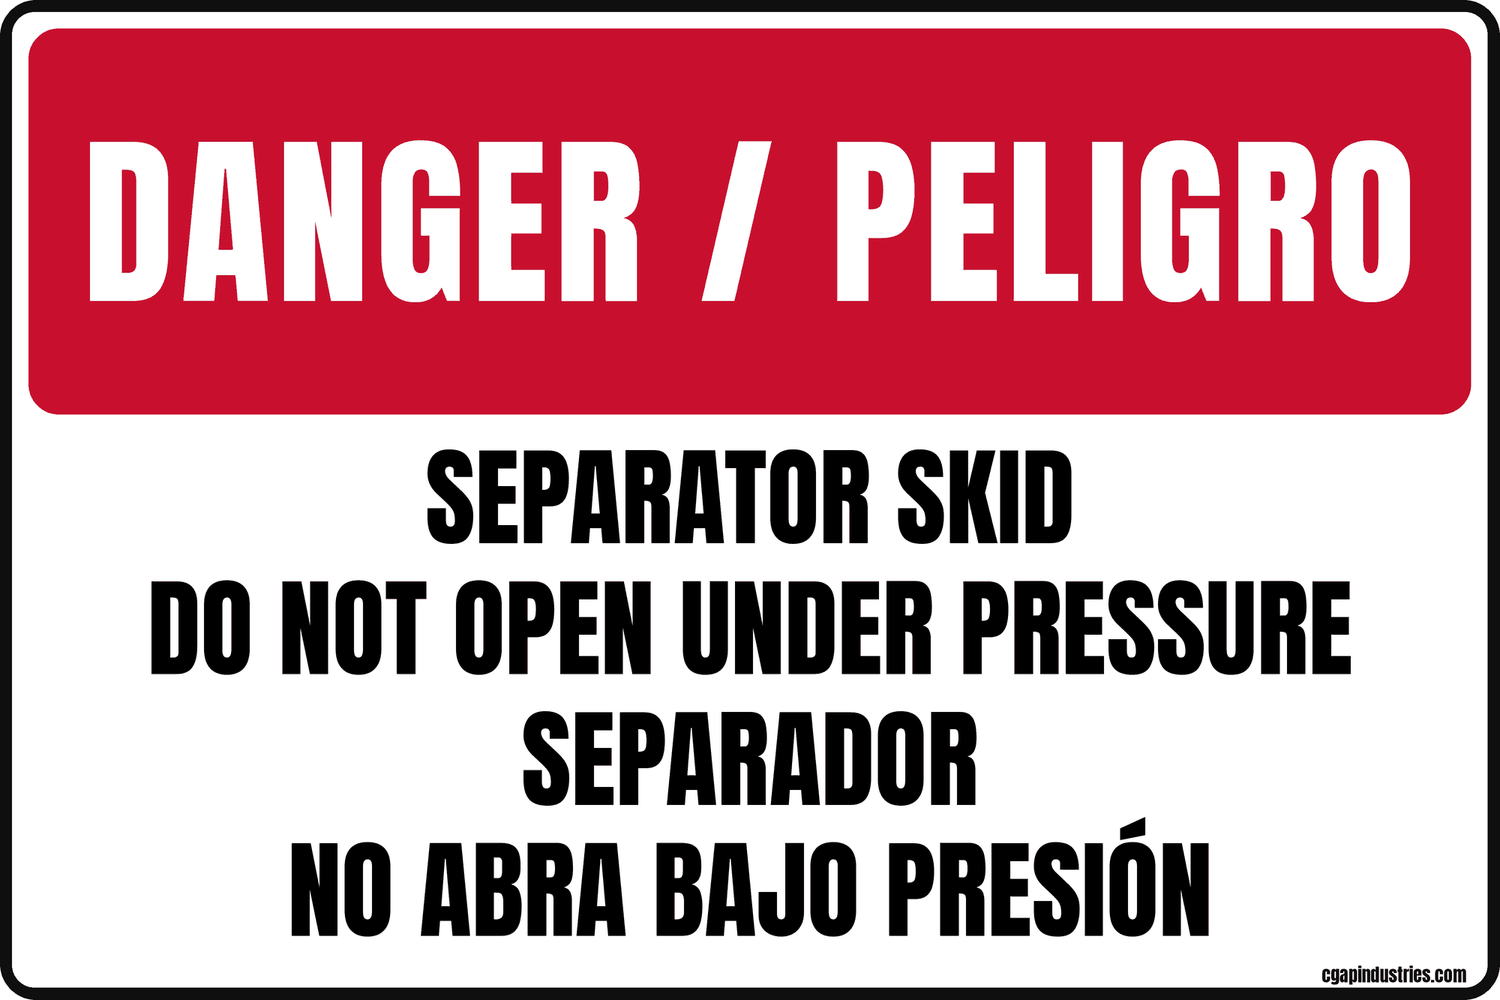 DANGER / PELIGRO
SEPARATOR SKID
DO NOT OPEN UNDER PRESSURE
SEPARADOR
NO ABRA BAJO PRESIÓN
cgapindustries.com